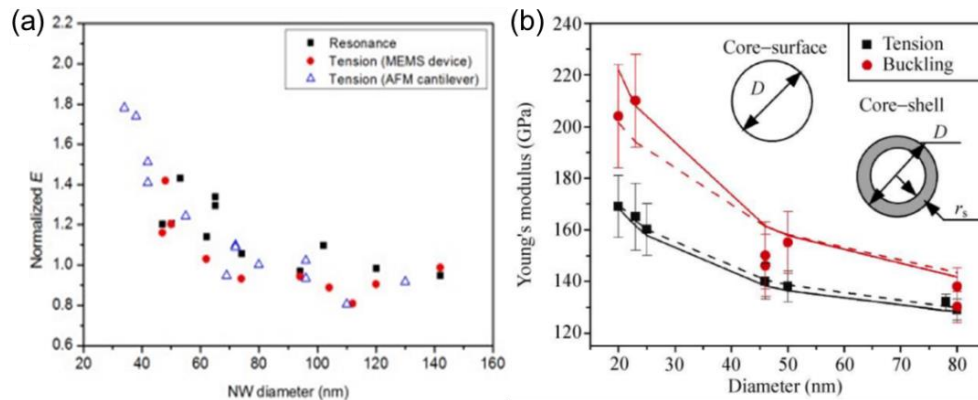 (a)
2.2
2.0
1.8
1.6
1.4
1.2
1.0
0.8
0.6
Normalized E
Resonance
Tension (MEMS device)
Tension (AFM cantilever)
20 40 60 80 100 120 140 160
NW diameter (nm)
(b)
240
220
200
180
160
140
120
Young's modulus (GPa)
Core–surface
D
Tension
Buckling
Core–shell
D
rs
20 30 40 50 60 70 80
Diameter (nm)